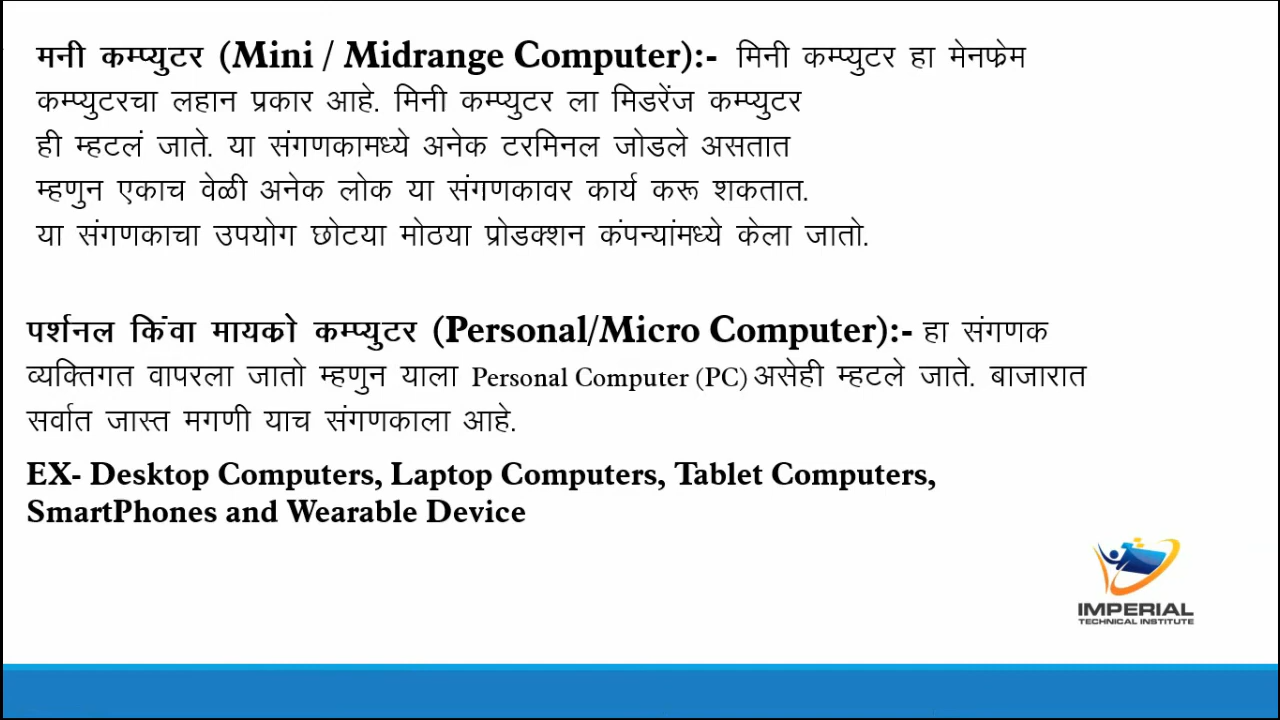 मनी कम्प्युटर (Mini / Midrange Computer):- मिनी कम्प्युटर हा मेनफ्रेम
कम्प्युटरचा लहान प्रकार आहे. मिनी कम्प्युटर ला मिडरेंज कम्प्युटर
ही म्हटलं जाते. या संगणकामध्ये अनेक टरमिनल जोडले असतात
म्हणुन एकाच वेळी अनेक लोक या संगणकावर कार्य करू शकतात.
या संगणकाचा उपयोग छोटया मोठया प्रोडक्शन कंपन्यांमध्ये केला जातो.
पर्शनल किंवा मायक्रो कम्प्युटर (Personal/Micro Computer):- हा संगणक
व्यक्तिगत वापरला जातो म्हणुन याला Personal Computer (PC) असेही म्हटले जाते. बाजारात
सर्वात जास्त मगणी याच संगणकाला आहे.
EX- Desktop Computers, Laptop Computers, Tablet Computers,
SmartPhones and Wearable Device
IMPERIAL
TECHNICAL INSTITUTE